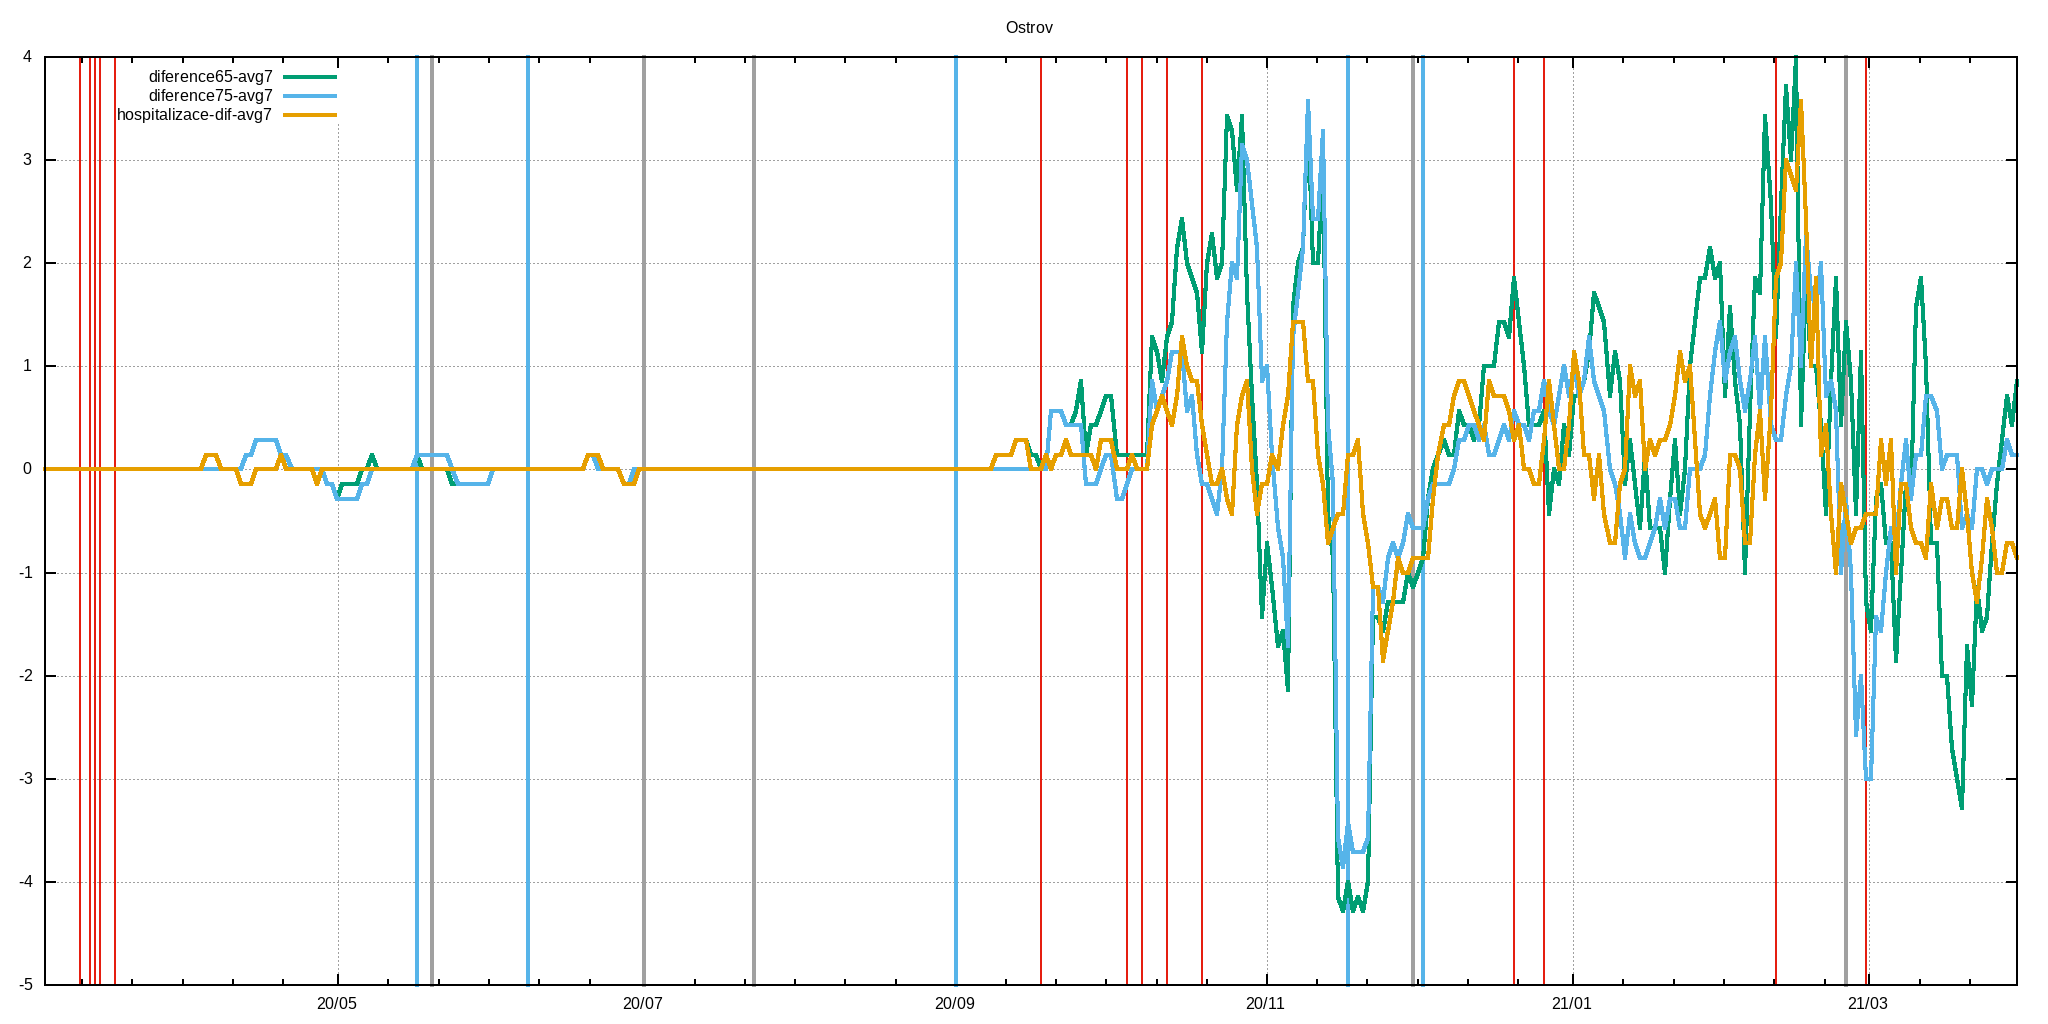 Ostrov
4
diference65-avg7
diference75-avg7
hospitalizace-dif-avg7
3
2
1
0
-1
-2
-3
-4
-5
20/05 20/07 20/09 20/11 21/01 21/03